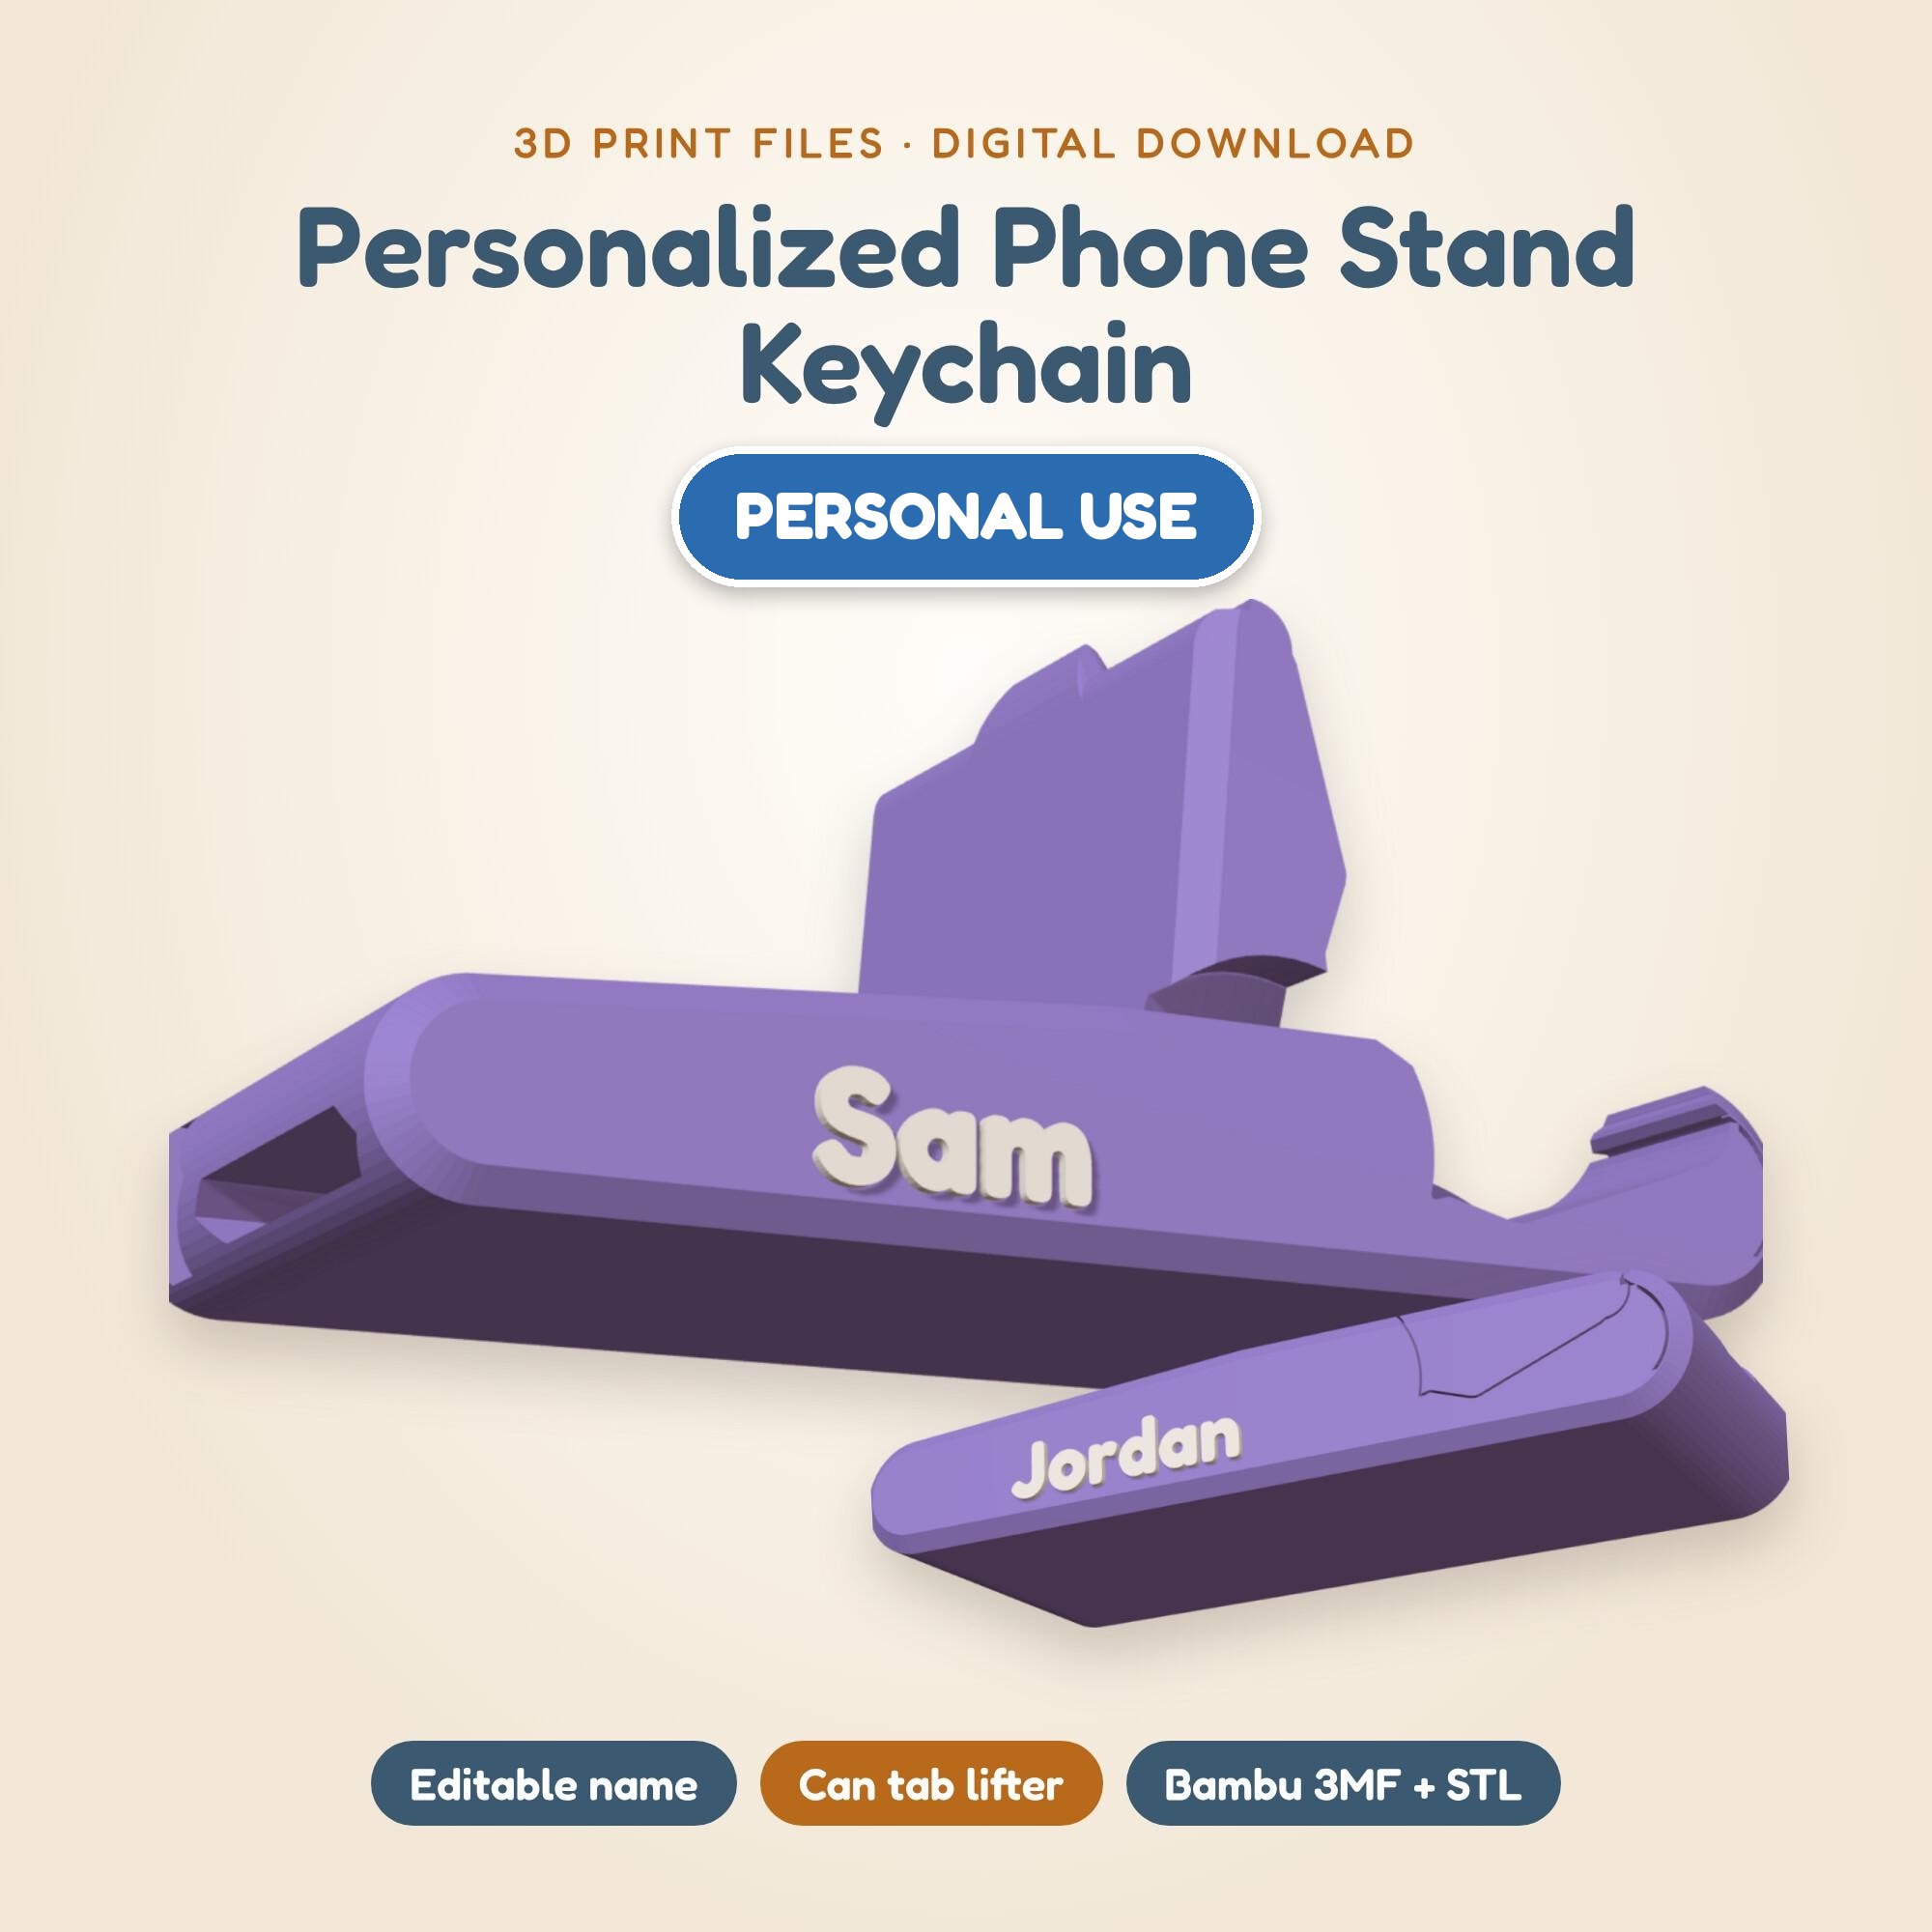 3D PRINT FILES · DIGITAL DOWNLOAD
Personalized Phone Stand
Keychain
PERSONAL USE
Sam
Jordan
Editable name
Can tab lifter
Bambu 3MF + STL